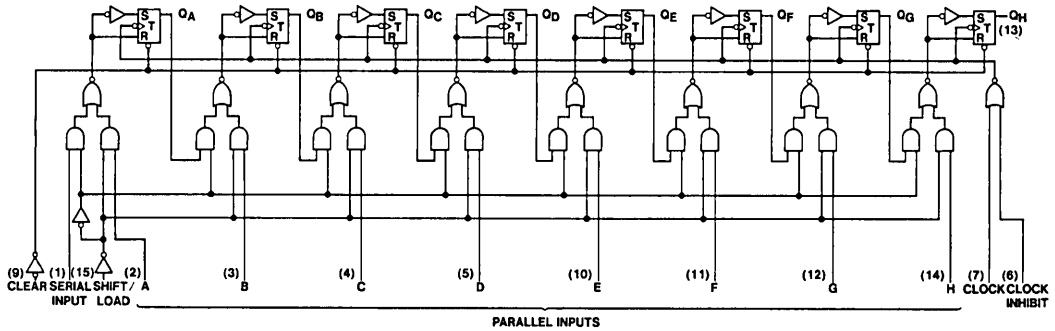 S QA S QB S QC S QD S QE S QF S QG S QH
T T T T T T T T (13)
R R R R R R R R
(9) (1) (15) (2) (3) (4) (5) (10) (11) (12) (14) (7) (6)
CLEAR SERIAL SHIFT/ A B C D E F G H CLOCK CLOCK
INPUT LOAD INHIBIT
PARALLEL INPUTS